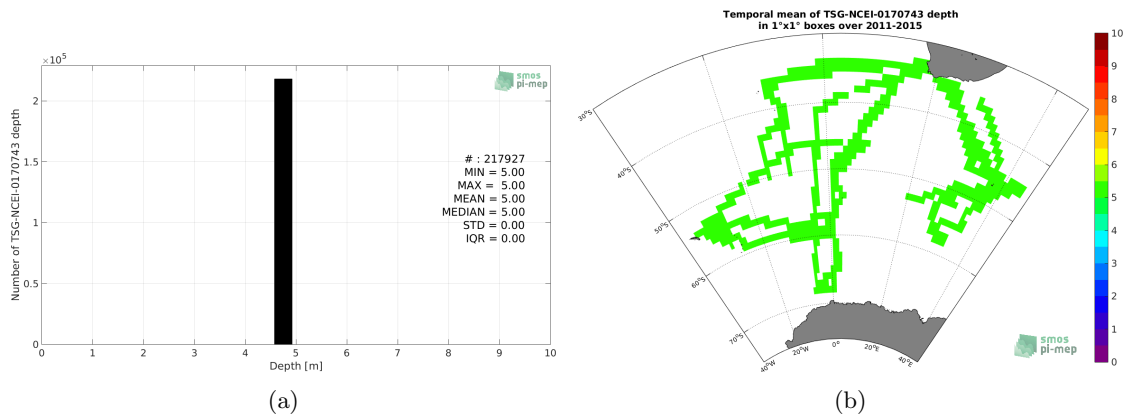 ×10⁵
smos
pi-mep
2
1.5
1
0.5
0
Number of TSG-NCEI-0170743 depth
# : 217927
MIN = 5.00
MAX = 5.00
MEAN = 5.00
MEDIAN = 5.00
STD = 0.00
IQR = 0.00
0 1 2 3 4 5 6 7 8 9 10
Depth [m]
(a)
Temporal mean of TSG-NCEI-0170743 depth
in 1°x1° boxes over 2011-2015
30°S
40°S
50°S
60°S
70°S
40°W
20°W
0°
20°E
40°E
10
9
8
7
6
5
4
3
2
1
0
smos
pi-mep
(b)